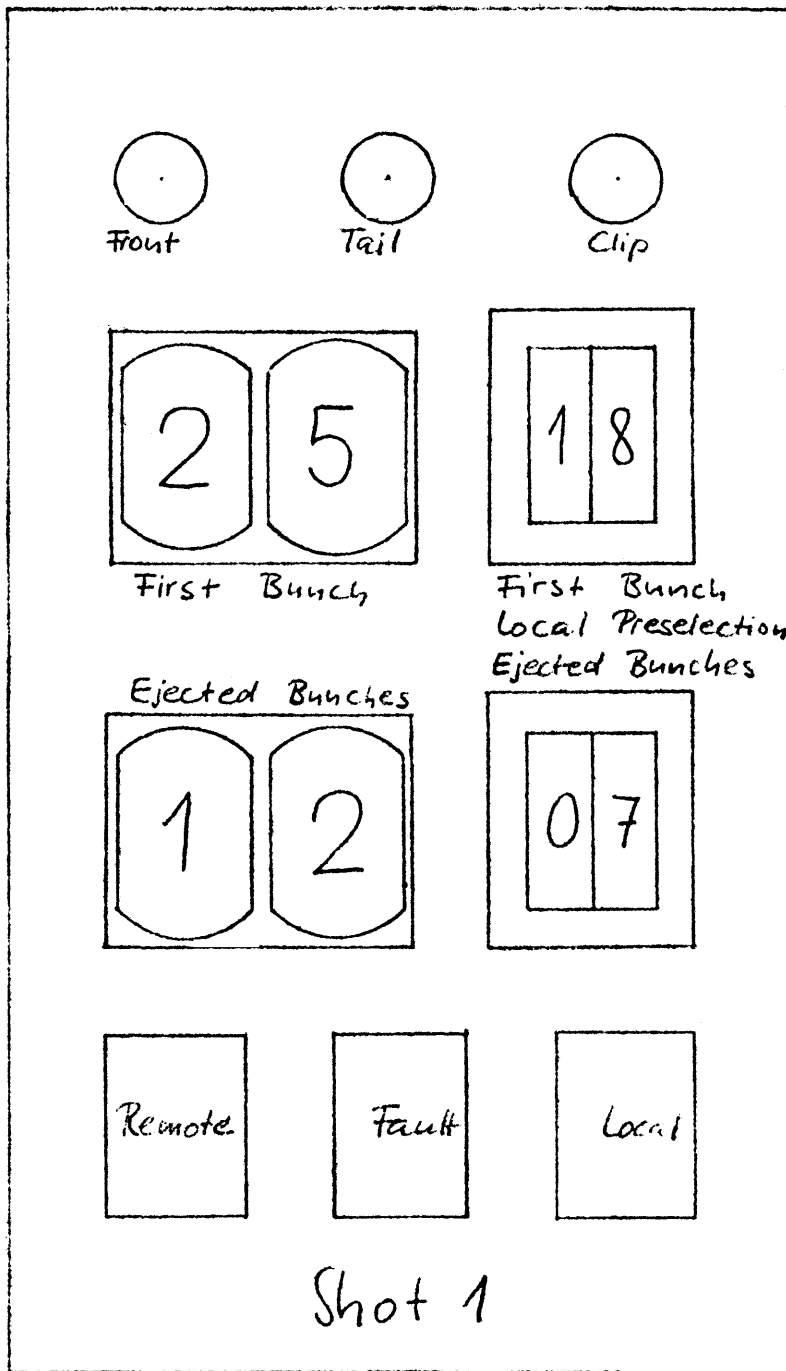 Front Tail Clip
2 5 1 8
First Bunch
First Bunch
Local Preselection
Ejected Bunches
Ejected Bunches
1 2 0 7
Remote Fault Local
Shot 1